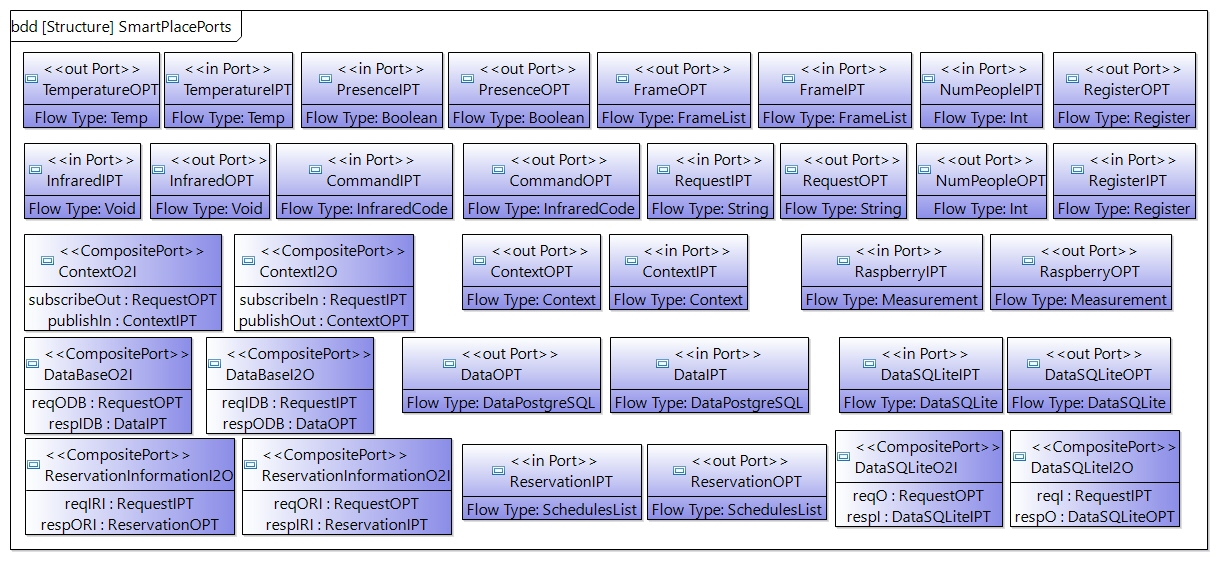 bdd [Structure] SmartPlacePorts
<<out Port>>
TemperatureOPT
Flow Type: Temp
<<in Port>>
TemperatureIPT
Flow Type: Temp
<<in Port>>
PresenceIPT
Flow Type: Boolean
<<out Port>>
PresenceOPT
Flow Type: Boolean
<<out Port>>
FrameOPT
Flow Type: FrameList
<<in Port>>
FrameIPT
Flow Type: FrameList
<<in Port>>
NumPeopleIPT
Flow Type: Int
<<out Port>>
RegisterOPT
Flow Type: Register
<<in Port>>
InfraredIPT
Flow Type: Void
<<out Port>>
InfraredOPT
Flow Type: Void
<<in Port>>
CommandIPT
Flow Type: InfraredCode
<<out Port>>
CommandOPT
Flow Type: InfraredCode
<<in Port>>
RequestIPT
Flow Type: String
<<out Port>>
RequestOPT
Flow Type: String
<<out Port>>
NumPeopleOPT
Flow Type: Int
<<in Port>>
RegisterIPT
Flow Type: Register
<<CompositePort>>
ContextO2I
subscribeOut : RequestOPT
publishIn : ContextIPT
<<CompositePort>>
ContextI2O
subscribeIn : RequestIPT
publishOut : ContextOPT
<<out Port>>
ContextOPT
Flow Type: Context
<<in Port>>
ContextIPT
Flow Type: Context
<<in Port>>
RaspberryIPT
Flow Type: Measurement
<<out Port>>
RaspberryOPT
Flow Type: Measurement
<<CompositePort>>
DataBaseO2I
reqODB : RequestOPT
respIDB : DataIPT
<<CompositePort>>
DataBaseI2O
reqIDB : RequestIPT
respODB : DataOPT
<<out Port>>
DataOPT
Flow Type: DataPostgreSQL
<<in Port>>
DataIPT
Flow Type: DataPostgreSQL
<<in Port>>
DataSQLiteIPT
Flow Type: DataSQLite
<<out Port>>
DataSQLiteOPT
Flow Type: DataSQLite
<<CompositePort>>
ReservationInformationI2O
reqIRI : RequestIPT
respORI : ReservationOPT
<<CompositePort>>
ReservationInformationO2I
reqORI : RequestOPT
respIRI : ReservationIPT
<<in Port>>
ReservationIPT
Flow Type: SchedulesList
<<out Port>>
ReservationOPT
Flow Type: SchedulesList
<<CompositePort>>
DataSQLiteO2I
reqO : RequestOPT
respI : DataSQLiteIPT
<<CompositePort>>
DataSQLiteI2O
reqI : RequestIPT
respO : DataSQLiteOPT